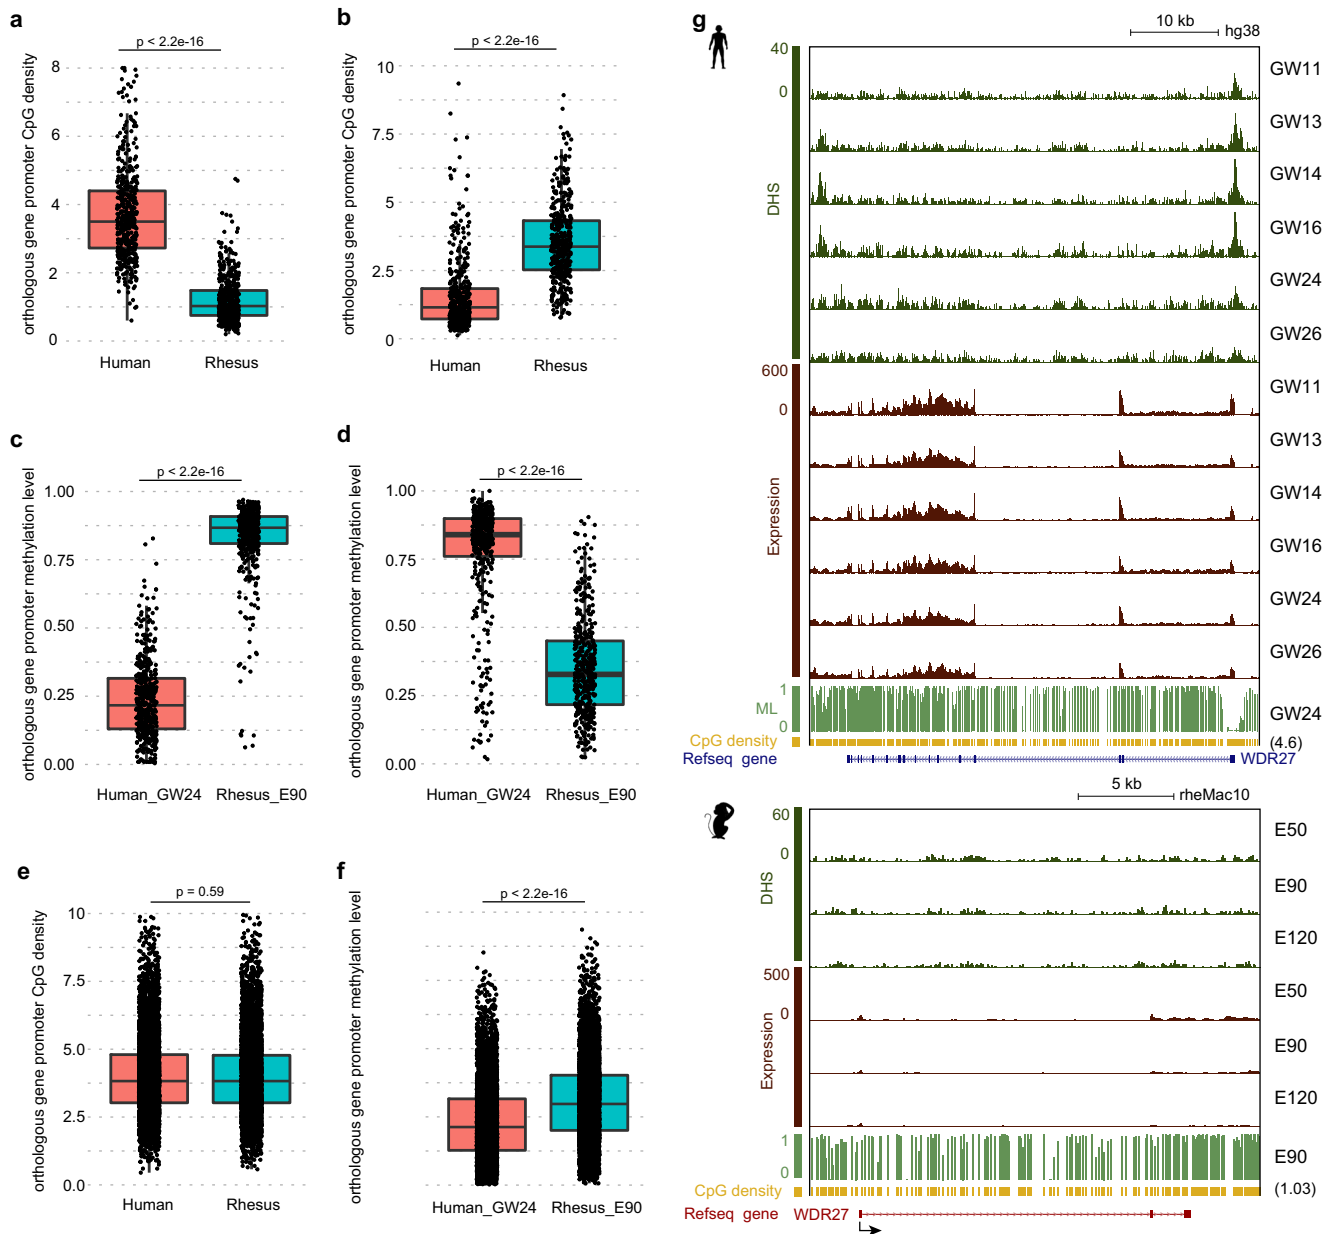 a
p < 2.2e-16
orthologous gene promoter CpG density
8
6
4
2
0
Human
Rhesus
b
p < 2.2e-16
orthologous gene promoter CpG density
10
7.5
5
2.5
0
Human
Rhesus
c
p < 2.2e-16
orthologous gene promoter methylation level
1.00
0.75
0.50
0.25
0.00
Human_GW24
Rhesus_E90
d
p < 2.2e-16
orthologous gene promoter methylation level
1.00
0.75
0.50
0.25
0.00
Human_GW24
Rhesus_E90
e
p = 0.59
orthologous gene promoter CpG density
10
7.5
5.0
2.5
0.0
Human
Rhesus
f
p < 2.2e-16
orthologous gene promoter methylation level
Human_GW24
Rhesus_E90
g
10 kb
hg38
40
0
DHS
GW11
GW13
GW14
GW16
GW24
GW26
600
0
Expression
GW11
GW13
GW14
GW16
GW24
GW26
1
ML
0
GW24
CpG density
(4.6)
Refseq gene
WDR27
5 kb
rheMac10
60
0
DHS
E50
E90
E120
500
0
Expression
E50
E90
E120
1
0
E90
CpG density
(1.03)
Refseq gene
WDR27